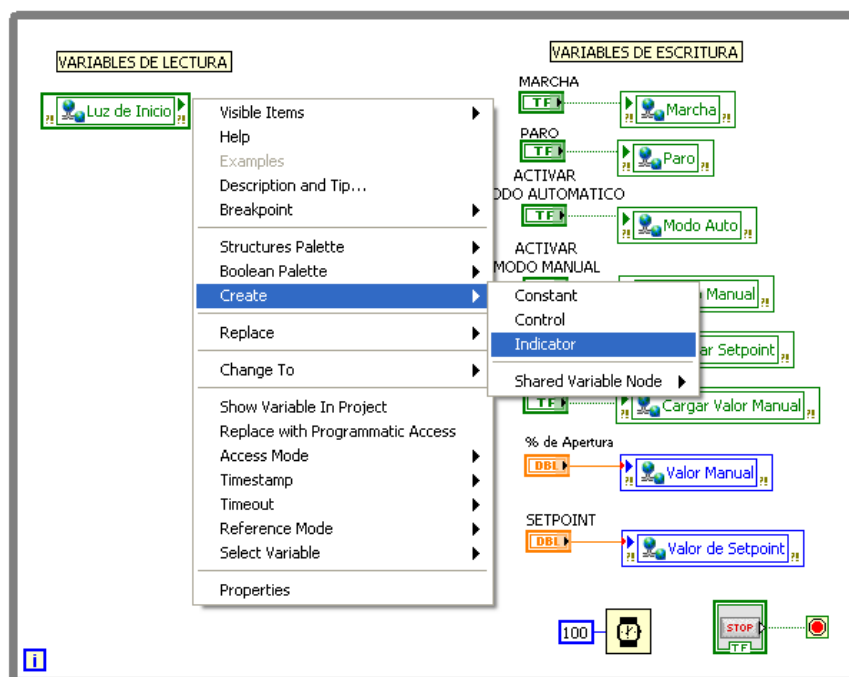 VARIABLES DE LECTURA
Luz de Inicio
Visible Items
Help
Examples
Description and Tip...
Breakpoint
Structures Palette
Boolean Palette
Create
Replace
Change To
Show Variable In Project
Replace with Programmatic Access
Access Mode
Timestamp
Timeout
Reference Mode
Select Variable
Properties
Constant
Control
Indicator
Shared Variable Node
VARIABLES DE ESCRITURA
MARCHA
TF
Marcha
PARO
TF
Paro
ACTIVAR
ODO AUTOMATICO
TF
Modo Auto
ACTIVAR
MODO MANUAL
Manual
ar Setpoint
TF
Cargar Valor Manual
% de Apertura
DBL
Valor Manual
SETPOINT
DBL
Valor de Setpoint
100
STOP
TF
i